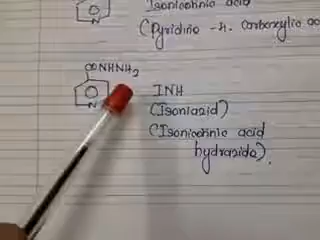 N
Isonicotinic acid
(Pyridine -4. carboxylic ac
CONHNH2
N
INH
(Isoniazid)
(Isonicotinic acid
hydrazide).